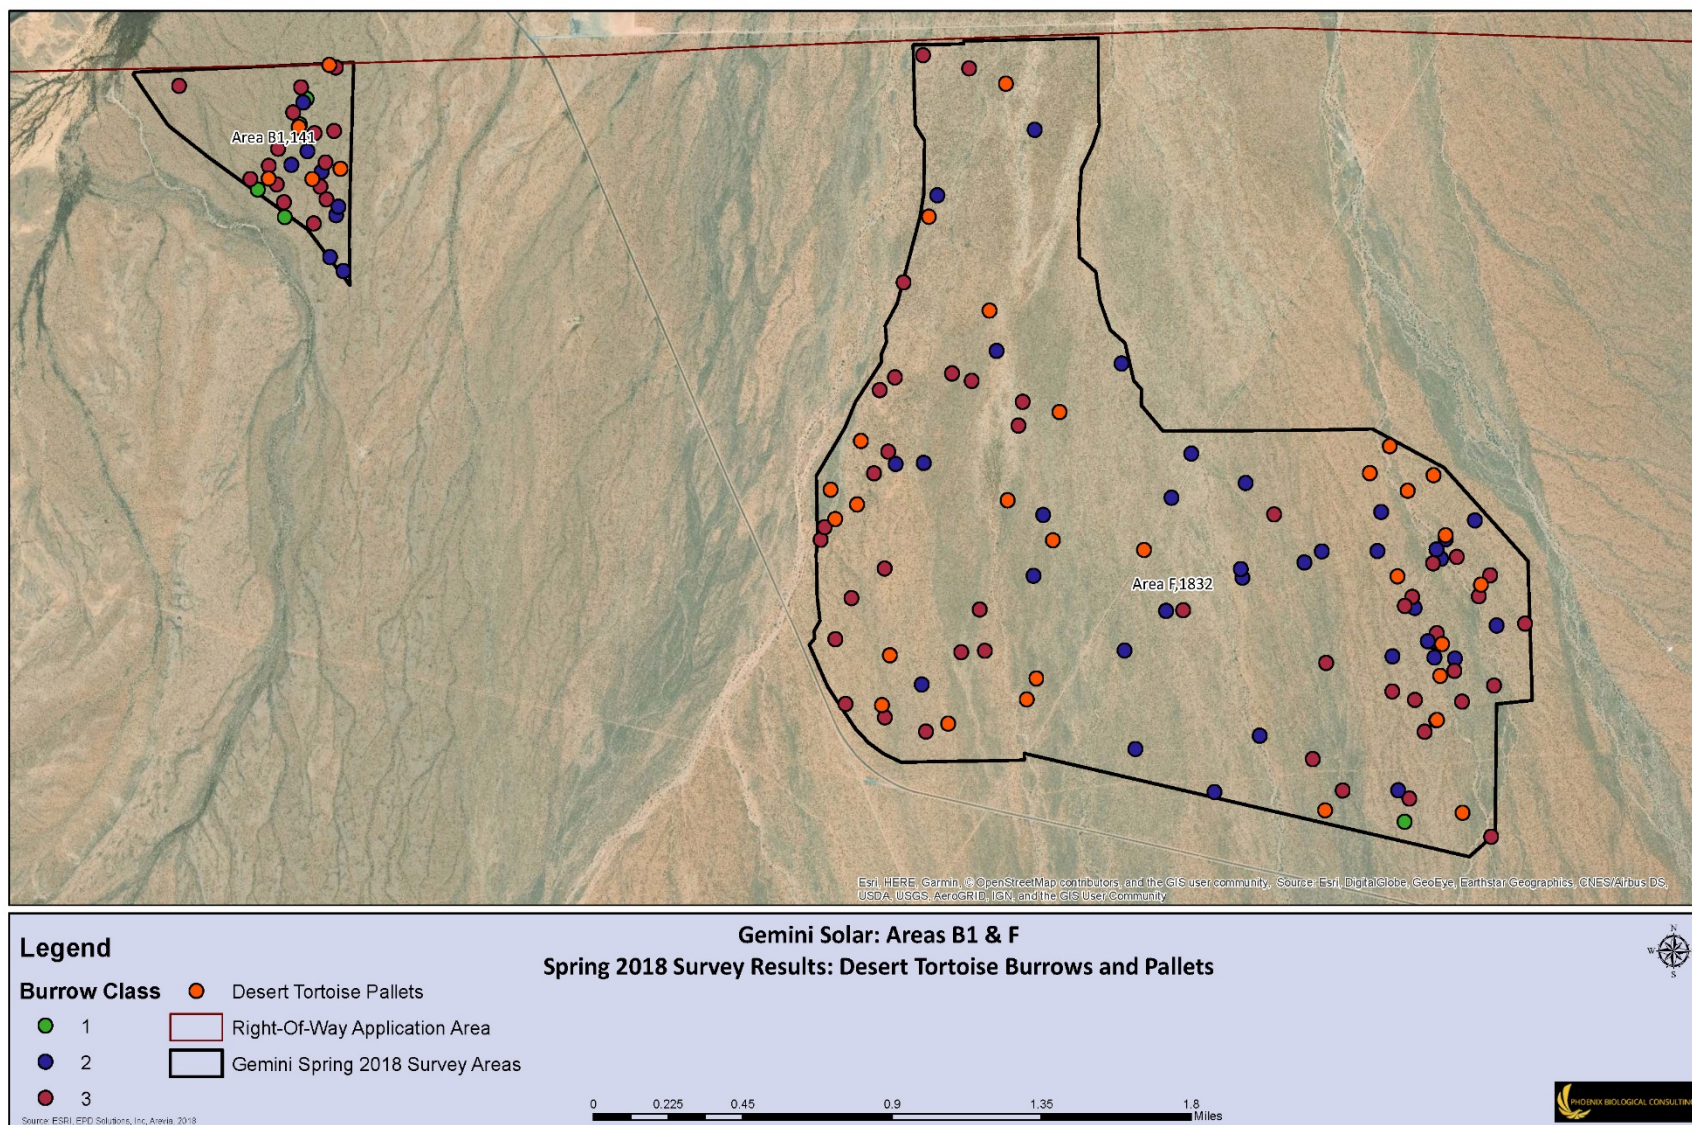 Area B1,141
Area F,1832
Esri, HERE, Garmin, © OpenStreetMap contributors, and the GIS user community, Source: Esri, DigitalGlobe, GeoEye, Earthstar Geographics, CNES/Airbus DS,
USDA, USGS, AeroGRID, IGN, and the GIS User Community
Gemini Solar: Areas B1 & F
Spring 2018 Survey Results: Desert Tortoise Burrows and Pallets
Legend
Burrow Class
1
2
3
Desert Tortoise Pallets
Right-Of-Way Application Area
Gemini Spring 2018 Survey Areas
N
W
S
0 0.225 0.45 0.9 1.35 1.8
Miles
PHOENIX BIOLOGICAL CONSULTING
Source: ESRI, EPD Solutions, Inc, Arevia, 2018